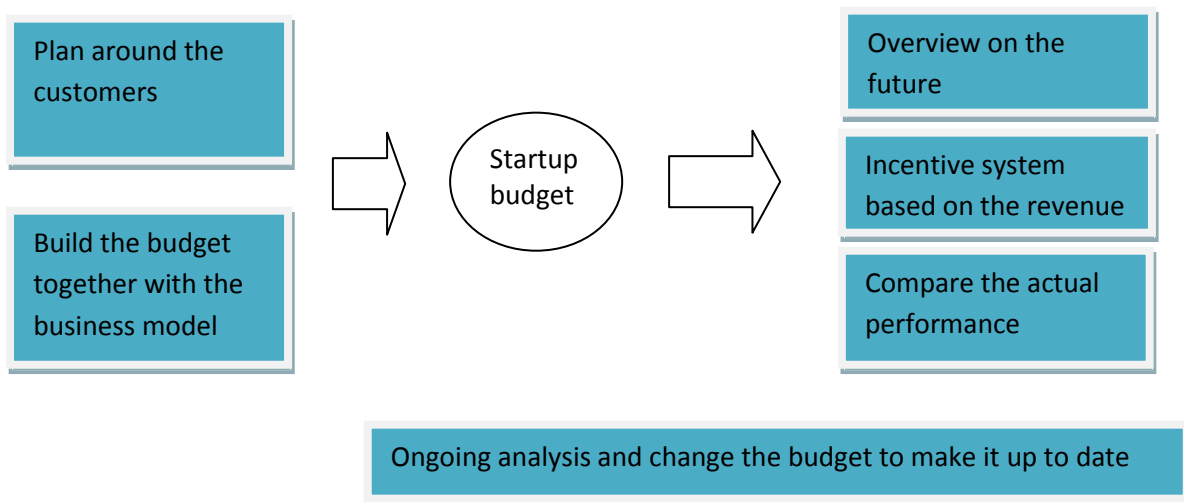 Plan around the
customers
Build the budget
together with the
business model
Startup
budget
Overview on the
future
Incentive system
based on the revenue
Compare the actual
performance
Ongoing analysis and change the budget to make it up to date